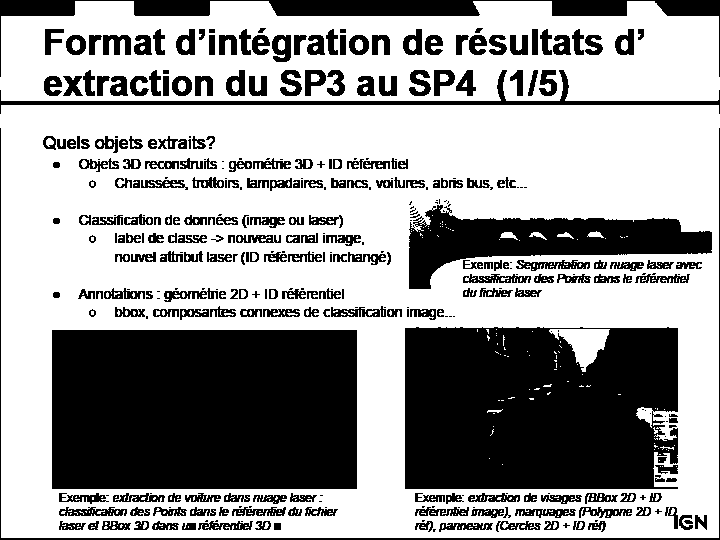 Format d’intégration de résultats d’
extraction du SP3 au SP4 (1/5)
Quels objets extraits?
● Objets 3D reconstruits : géométrie 3D + ID référentiel
o Chaussées, trottoirs, lampadaires, bancs, voitures, abris bus, etc...
● Classification de données (image ou laser)
o label de classe -> nouveau canal image,
nouvel attribut laser (ID référentiel inchangé)
Exemple: Segmentation du nuage laser avec
classification des Points dans le référentiel
du fichier laser
● Annotations : géométrie 2D + ID référentiel
o bbox, composantes connexes de classification image...
Exemple: extraction de voiture dans nuage laser :
classification des Points dans le référentiel du fichier
laser et BBox 3D dans un référentiel 3D
Exemple: extraction de visages (BBox 2D + ID
référentiel image), marquages (Polygone 2D + ID
réf), panneaux (Cercles 2D + ID réf)
IGN